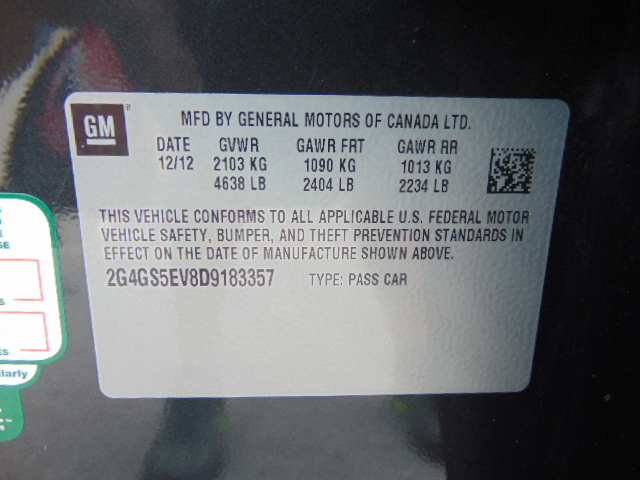 GM
MFD BY GENERAL MOTORS OF CANADA LTD.
DATE GVWR GAWR FRT GAWR RR
12/12 2103 KG 1090 KG 1013 KG
4638 LB 2404 LB 2234 LB
THIS VEHICLE CONFORMS TO ALL APPLICABLE U.S. FEDERAL MOTOR
VEHICLE SAFETY, BUMPER, AND THEFT PREVENTION STANDARDS IN
EFFECT ON THE DATE OF MANUFACTURE SHOWN ABOVE.
2G4GS5EV8D9183357 TYPE: PASS CAR